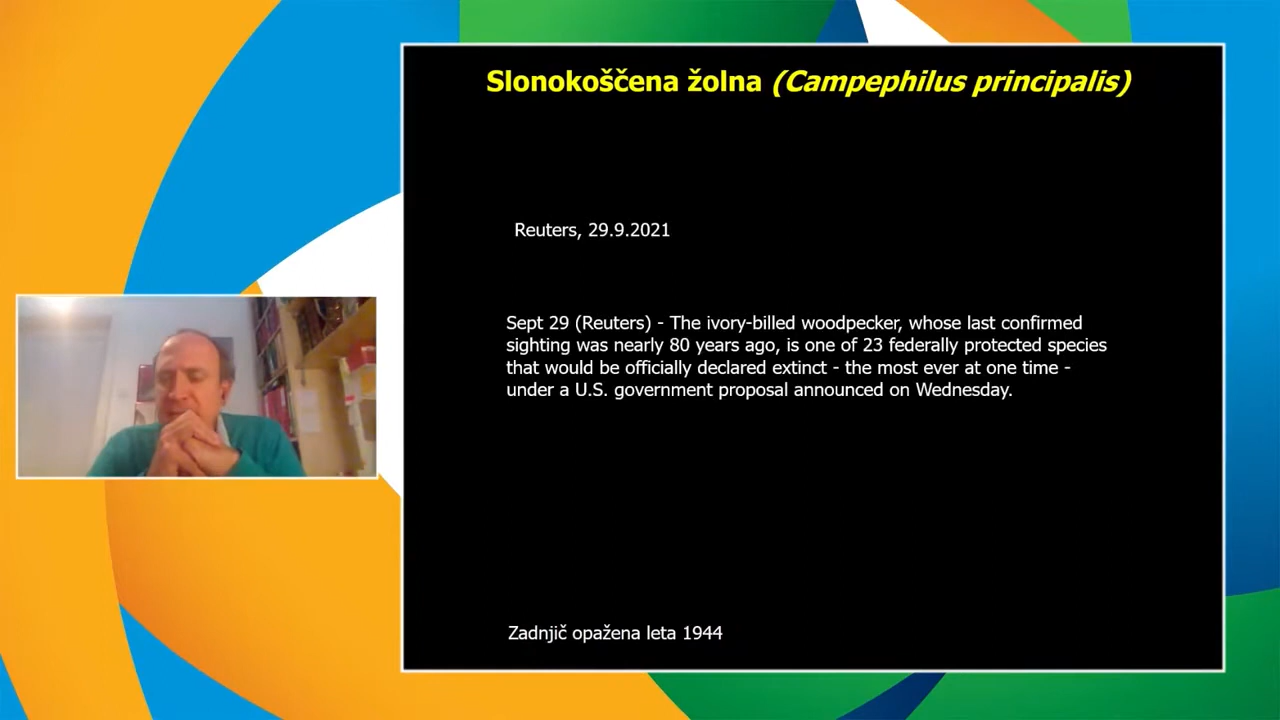 Slonokoščena žolna (Campephilus principalis)
Reuters, 29.9.2021
Sept 29 (Reuters) - The ivory-billed woodpecker, whose last confirmed
sighting was nearly 80 years ago, is one of 23 federally protected species
that would be officially declared extinct - the most ever at one time -
under a U.S. government proposal announced on Wednesday.
Zadnjič opažena leta 1944